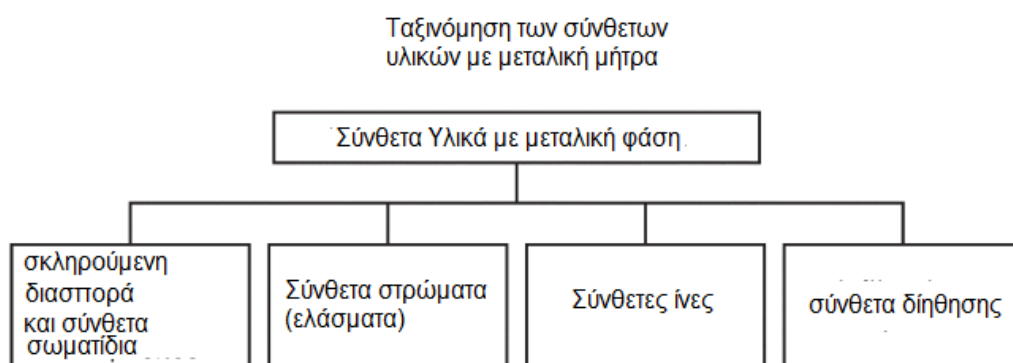 Ταξινόμηση των σύνθετων
υλικών με μεταλική μήτρα
Σύνθετα Υλικά με μεταλική φάση
σκληρούμενη
διασπορά
και σύνθετα
σωματίδια
Σύνθετα στρώματα
(ελάσματα)
Σύνθετες ίνες
σύνθετα δίηθησης